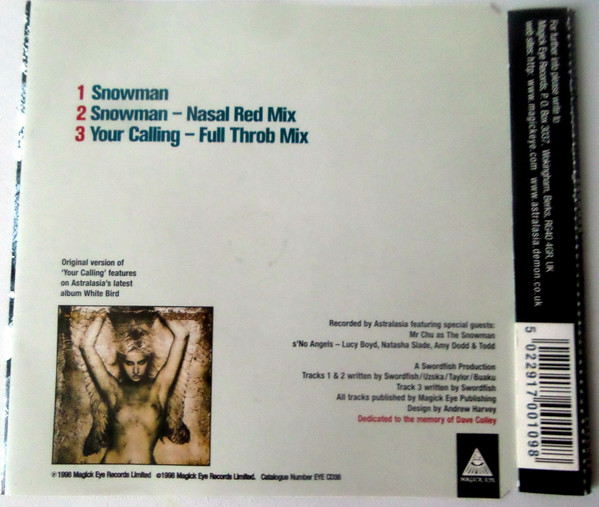 1 Snowman
2 Snowman – Nasal Red Mix
3 Your Calling – Full Throb Mix
Original version of
'Your Calling' features
on Astralasia's latest
album White Bird
Recorded by Astralasia featuring special guests:
Mr Chu as The Snowman
s'No Angels – Lucy Boyd, Natasha Slade, Amy Dodd & Todd
A Swordfish Production
Tracks 1 & 2 written by Swordfish/Uzska/Taylor/Buaku
Track 3 written by Swordfish
All tracks published by Magick Eye Publishing
Design by Andrew Harvey
Dedicated to the memory of Dave Colley
℗1998 Magick Eye Records Limited ©1998 Magick Eye Records Limited. Catalogue Number EYE CD38
MAGICK EYE
For further info please write to:
Magick Eye Records, P. O. Box 3037, Wokingham, Berks, RG40 4GR. UK
web sites: http: www.magickeye.com www.astralasia.demon.co.uk
5 022917 001098